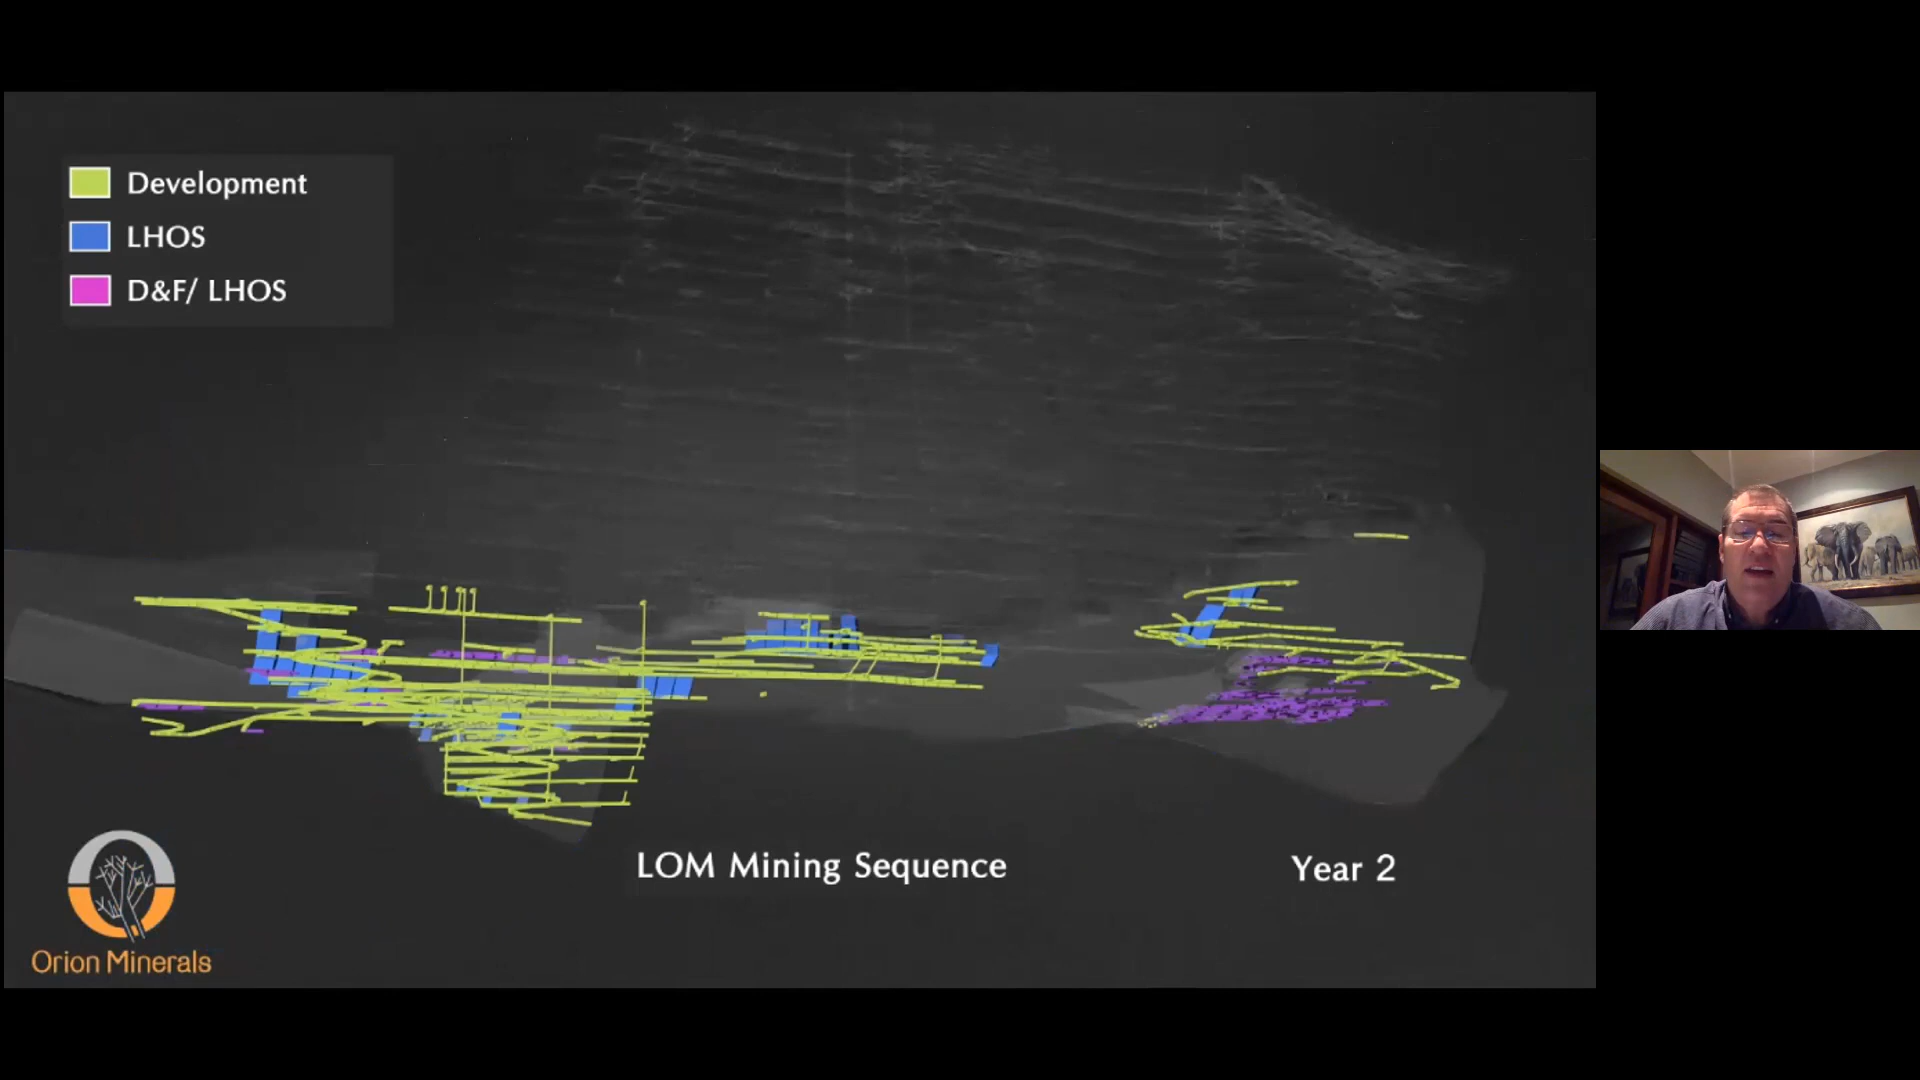 Development
LHOS
D&F/ LHOS
LOM Mining Sequence
Year 2
Orion Minerals